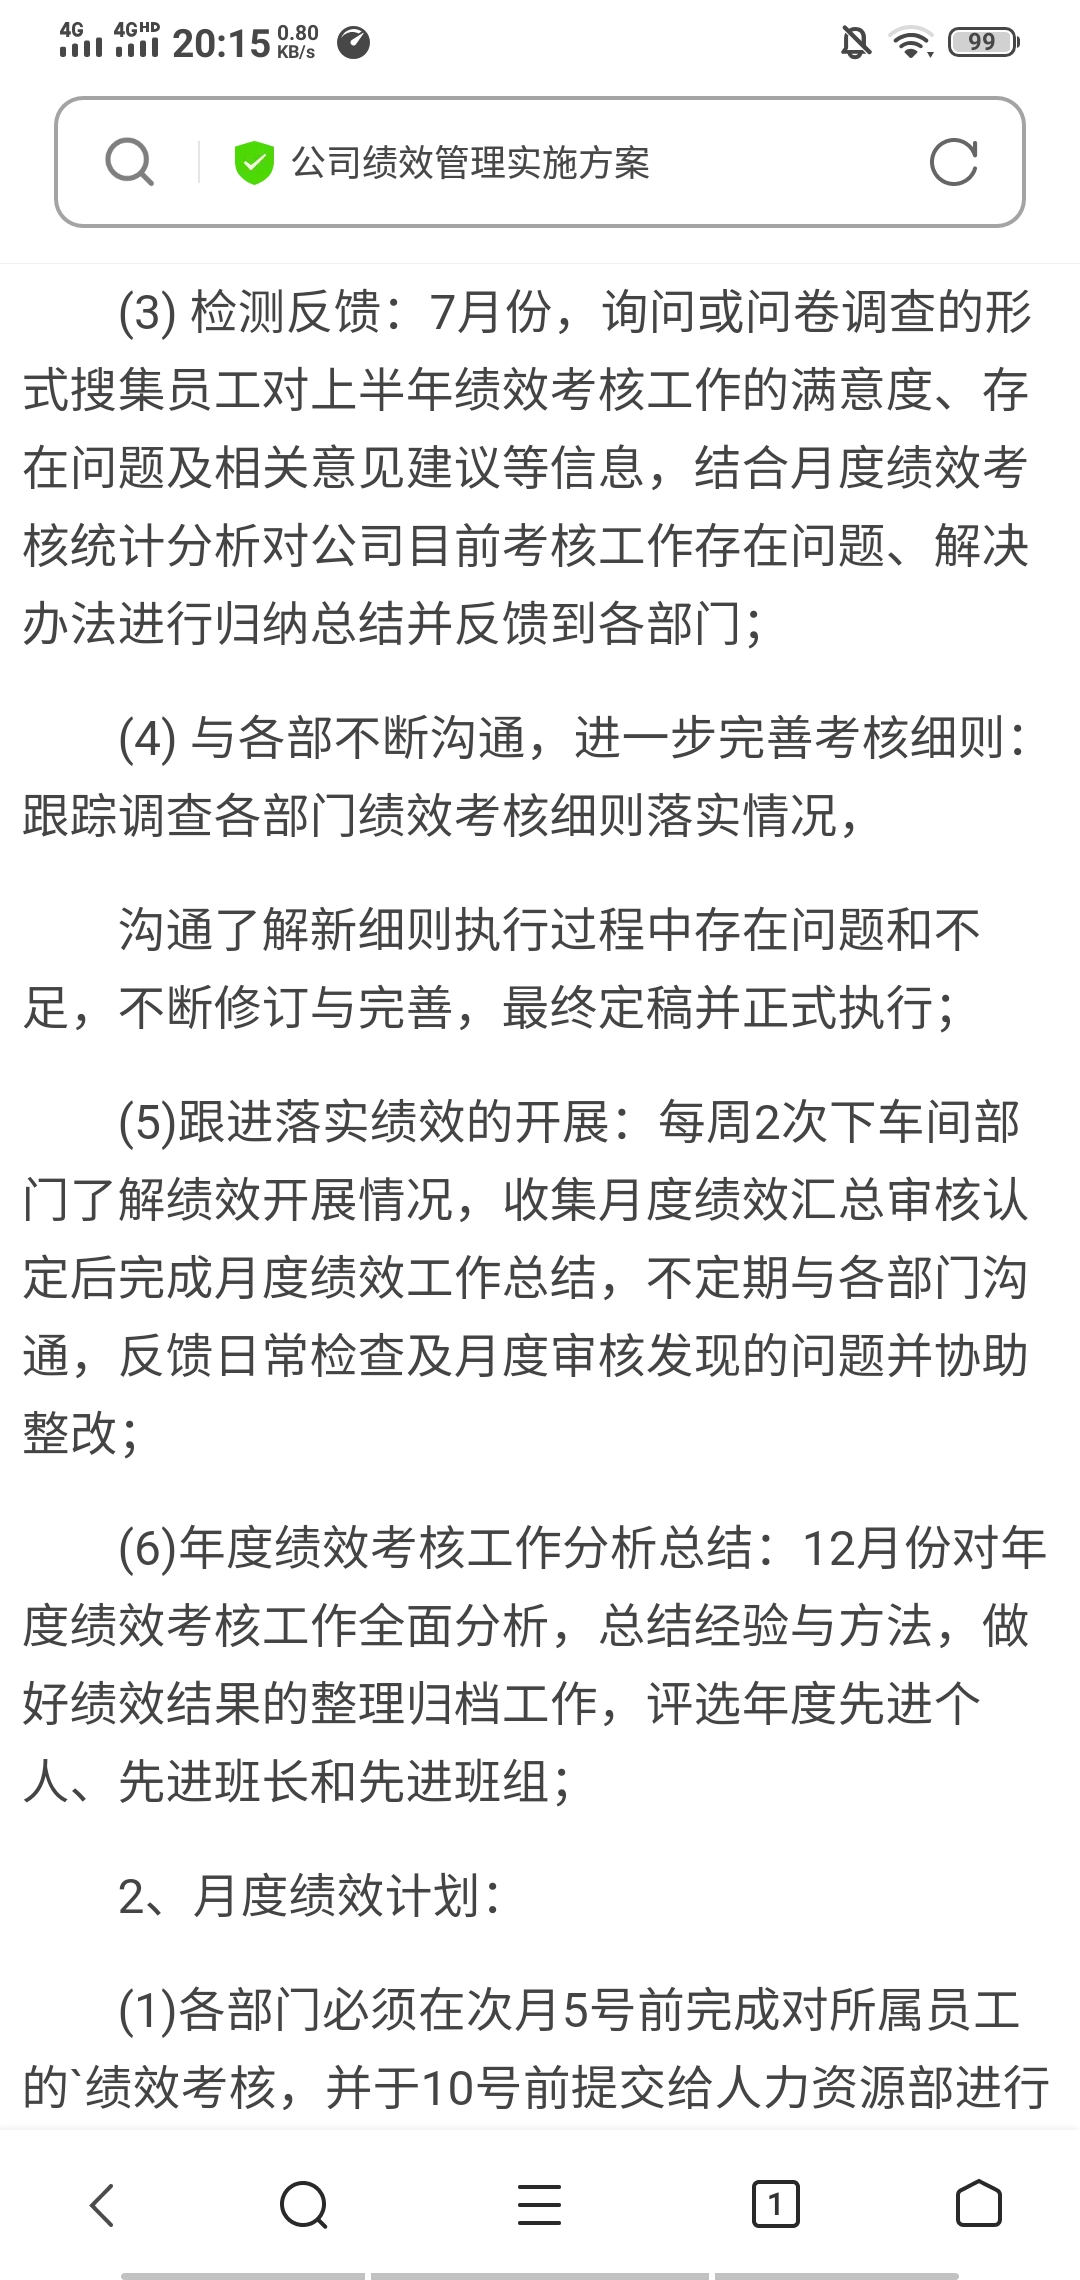 4G 4GHD 20:15 0.80 KB/s 99
公司绩效管理实施方案
(3) 检测反馈：7月份，询问或问卷调查的形
式搜集员工对上半年绩效考核工作的满意度、存
在问题及相关意见建议等信息，结合月度绩效考
核统计分析对公司目前考核工作存在问题、解决
办法进行归纳总结并反馈到各部门；
(4) 与各部不断沟通，进一步完善考核细则：
跟踪调查各部门绩效考核细则落实情况，
沟通了解新细则执行过程中存在问题和不
足，不断修订与完善，最终定稿并正式执行；
(5)跟进落实绩效的开展：每周2次下车间部
门了解绩效开展情况，收集月度绩效汇总审核认
定后完成月度绩效工作总结，不定期与各部门沟
通，反馈日常检查及月度审核发现的问题并协助
整改；
(6)年度绩效考核工作分析总结：12月份对年
度绩效考核工作全面分析，总结经验与方法，做
好绩效结果的整理归档工作，评选年度先进个
人、先进班长和先进班组；
2、月度绩效计划：
(1)各部门必须在次月5号前完成对所属员工
的`绩效考核，并于10号前提交给人力资源部进行
1